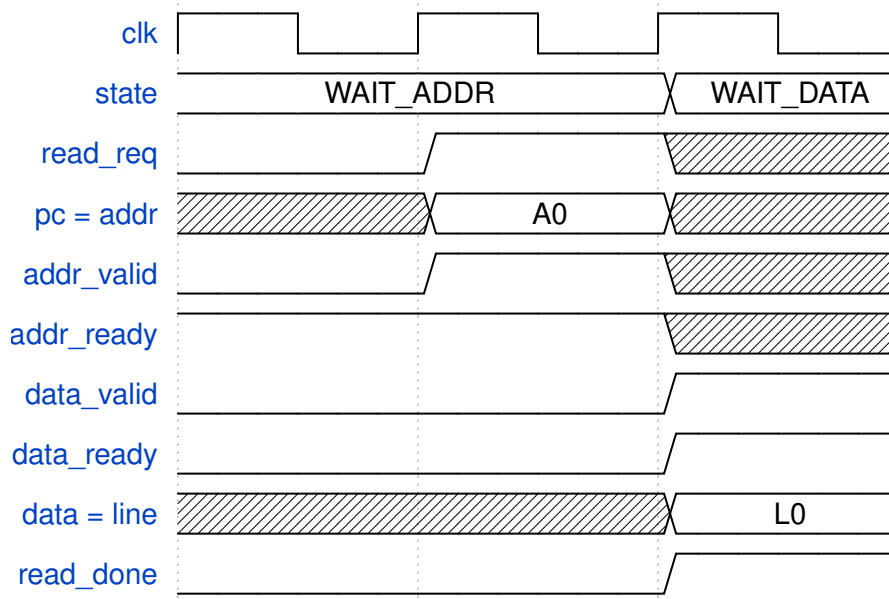 clk
state WAIT_ADDR WAIT_DATA
read_req
pc = addr A0
addr_valid
addr_ready
data_valid
data_ready
data = line L0
read_done